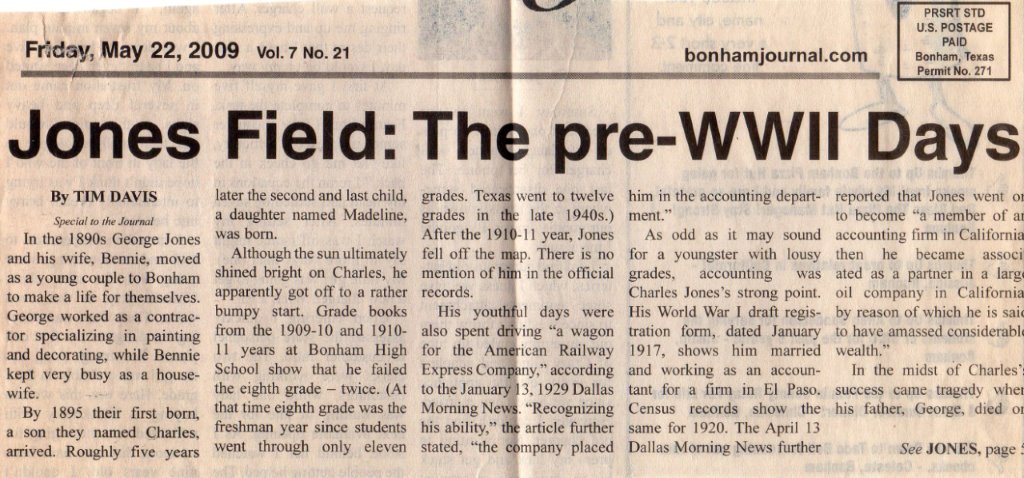 Friday, May 22, 2009 Vol. 7 No. 21
bonhamjournal.com
PRSRT STD
U.S. POSTAGE
PAID
Bonham, Texas
Permit No. 271
Jones Field: The pre-WWII Days
By TIM DAVIS
Special to the Journal
In the 1890s George Jones
and his wife, Bennie, moved
as a young couple to Bonham
to make a life for themselves.
George worked as a contrac-
tor specializing in painting
and decorating, while Bennie
kept very busy as a house-
wife.
By 1895 their first born,
a son they named Charles,
arrived. Roughly five years
later the second and last child,
a daughter named Madeline,
was born.
Although the sun ultimately
shined bright on Charles, he
apparently got off to a rather
bumpy start. Grade books
from the 1909-10 and 1910-
11 years at Bonham High
School show that he failed
the eighth grade – twice. (At
that time eighth grade was the
freshman year since students
went through only eleven
grades. Texas went to twelve
grades in the late 1940s.)
After the 1910-11 year, Jones
fell off the map. There is no
mention of him in the official
records.
His youthful days were
also spent driving “a wagon
for the American Railway
Express Company,” according
to the January 13, 1929 Dallas
Morning News. “Recognizing
his ability,” the article further
stated, “the company placed
him in the accounting depart-
ment.”
As odd as it may sound
for a youngster with lousy
grades, accounting was
Charles Jones’s strong point.
His World War I draft regis-
tration form, dated January
1917, shows him married
and working as an accoun-
tant for a firm in El Paso.
Census records show the
same for 1920. The April 13
Dallas Morning News further
reported that Jones went on
to become “a member of an
accounting firm in California
then he became associ
ated as a partner in a large
oil company in California
by reason of which he is said
to have amassed considerable
wealth.”
In the midst of Charles’s
success came tragedy when
his father, George, died on
See JONES, page